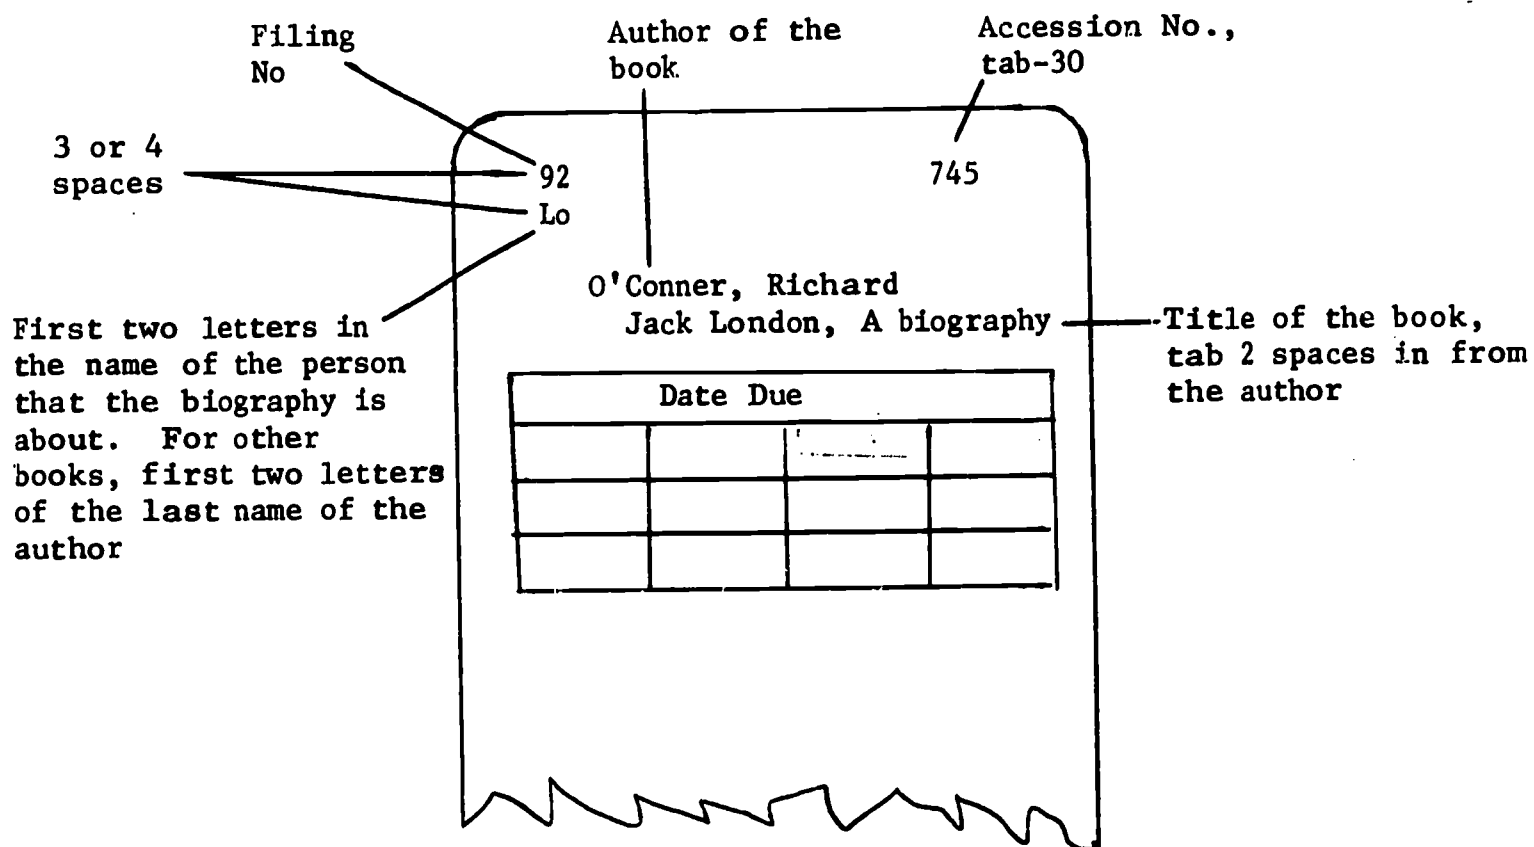 Filing
No
Author of the
book
Accession No.,
tab-30
3 or 4
spaces
92
Lo
745
O'Conner, Richard
Jack London, A biography
First two letters in
the name of the person
that the biography is
about. For other
books, first two letters
of the last name of the
author
Title of the book,
tab 2 spaces in from
the author
Date Due